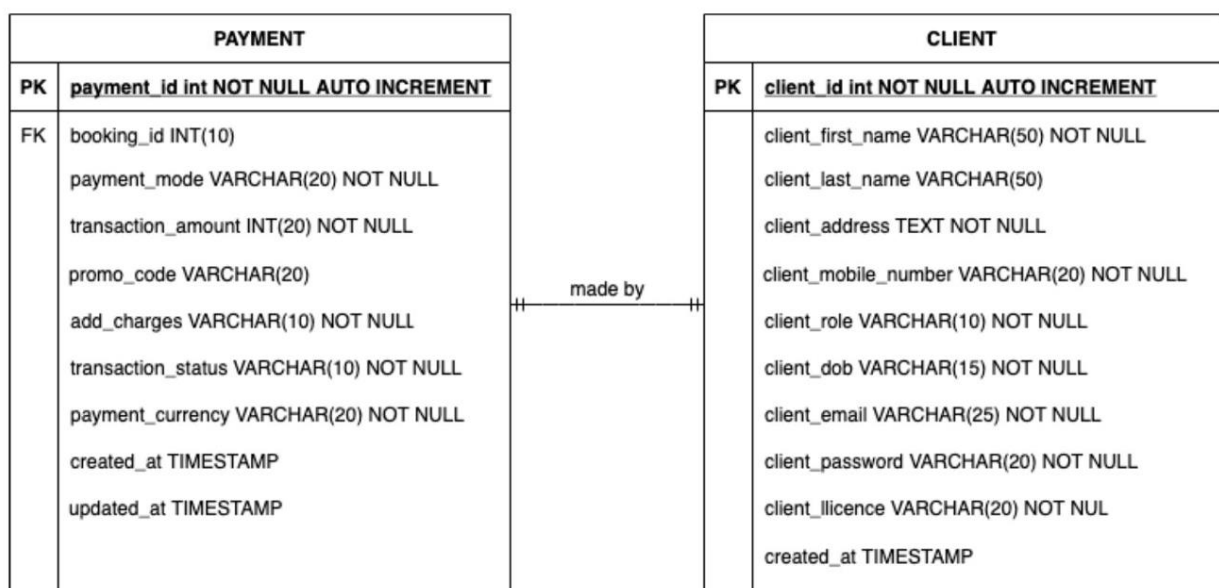 PAYMENT
PK payment_id int NOT NULL AUTO INCREMENT
FK booking_id INT(10)
payment_mode VARCHAR(20) NOT NULL
transaction_amount INT(20) NOT NULL
promo_code VARCHAR(20)
add_charges VARCHAR(10) NOT NULL
transaction_status VARCHAR(10) NOT NULL
payment_currency VARCHAR(20) NOT NULL
created_at TIMESTAMP
updated_at TIMESTAMP
made by
CLIENT
PK client_id int NOT NULL AUTO INCREMENT
client_first_name VARCHAR(50) NOT NULL
client_last_name VARCHAR(50)
client_address TEXT NOT NULL
client_mobile_number VARCHAR(20) NOT NULL
client_role VARCHAR(10) NOT NULL
client_dob VARCHAR(15) NOT NULL
client_email VARCHAR(25) NOT NULL
client_password VARCHAR(20) NOT NULL
client_llicence VARCHAR(20) NOT NUL
created_at TIMESTAMP